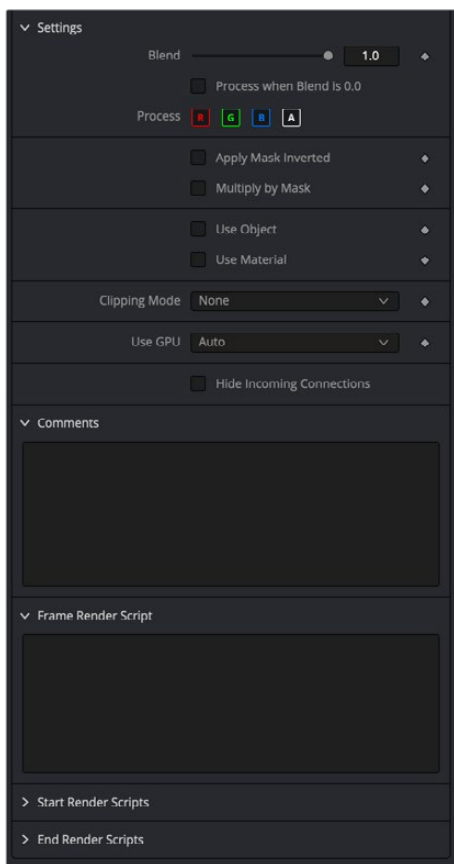 Settings
Blend 1.0
Process when Blend is 0.0
Process R G B A
Apply Mask Inverted
Multiply by Mask
Use Object
Use Material
Clipping Mode None
Use GPU Auto
Hide Incoming Connections
Comments
Frame Render Script
Start Render Scripts
End Render Scripts